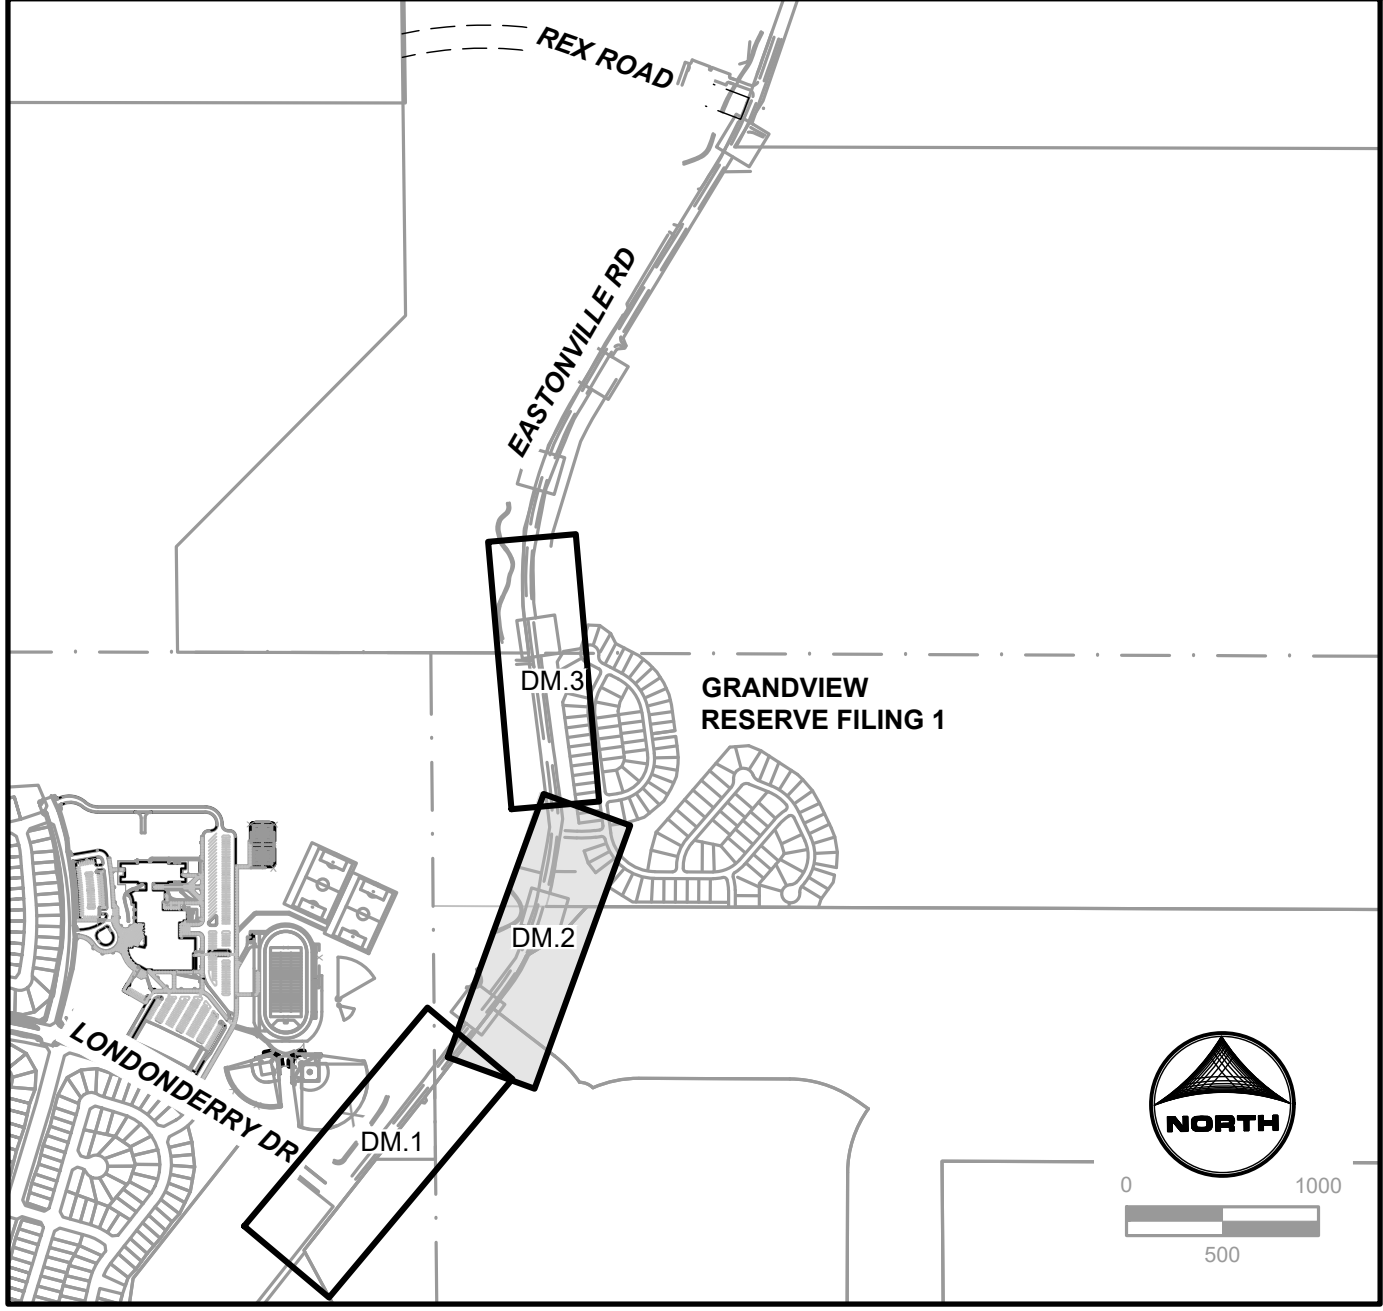 REX ROAD
EASTONVILLE RD
DM.3
GRANDVIEW
RESERVE FILING 1
DM.2
LONDONDERRY DR
DM.1
NORTH
0 1000
500